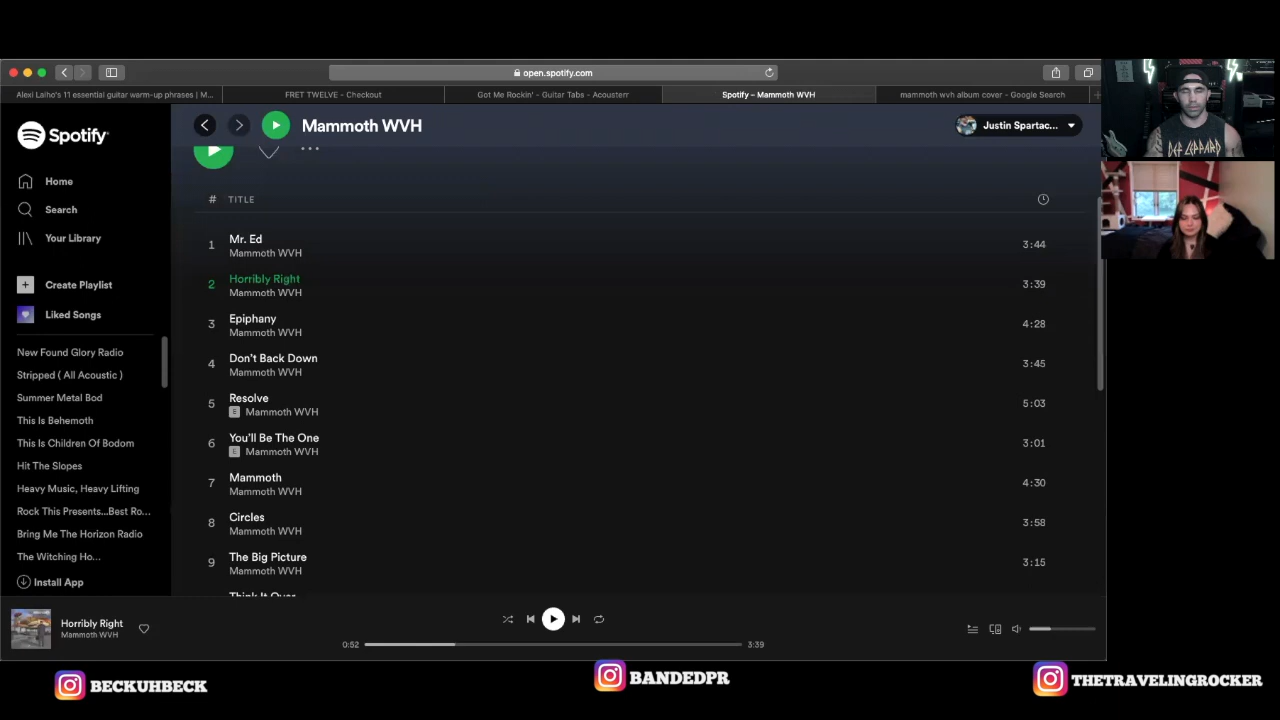 open.spotify.com
Alexi Laiho's 11 essential guitar warm-up phrases | M...
FRET TWELVE - Checkout
Got Me Rockin' - Guitar Tabs - Acousterr
Spotify – Mammoth WVH
mammoth wvh album cover - Google Search
Spotify
Mammoth WVH
Justin Spartac...
DEF LEPPARD
Home
Search
Your Library
Create Playlist
Liked Songs
New Found Glory Radio
Stripped ( All Acoustic )
Summer Metal Bod
This Is Behemoth
This Is Children Of Bodom
Hit The Slopes
Heavy Music, Heavy Lifting
Rock This Presents...Best Ro...
Bring Me The Horizon Radio
The Witching Ho...
Install App
# TITLE
1 Mr. Ed 3:44
Mammoth WVH
2 Horribly Right 3:39
Mammoth WVH
3 Epiphany 4:28
Mammoth WVH
4 Don't Back Down 3:45
Mammoth WVH
5 Resolve 5:03
E Mammoth WVH
6 You'll Be The One 3:01
E Mammoth WVH
7 Mammoth 4:30
Mammoth WVH
8 Circles 3:58
Mammoth WVH
9 The Big Picture 3:15
Mammoth WVH
Think It Over
Horribly Right
Mammoth WVH
0:52 3:39
BECKUHBECK
BANDEDPR
THETRAVELINGROCKER